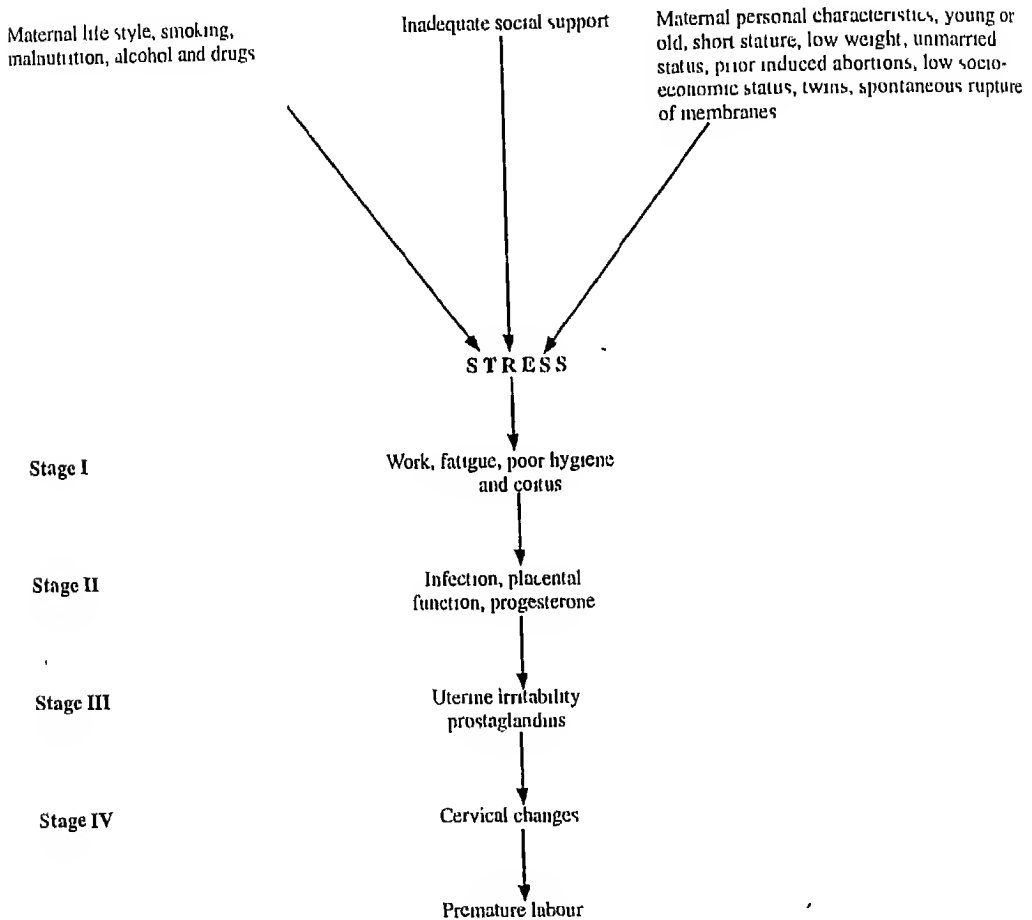 Maternal life style, smoking,
malnutrition, alcohol and drugs
Inadequate social support
Maternal personal characteristics, young or
old, short stature, low weight, unmarried
status, prior induced abortions, low socio-
economic status, twins, spontaneous rupture
of membranes
STRESS
Stage I
Work, fatigue, poor hygiene
and coitus
Stage II
Infection, placental
function, progesterone
Stage III
Uterine irritability
prostaglandins
Stage IV
Cervical changes
Premature labour